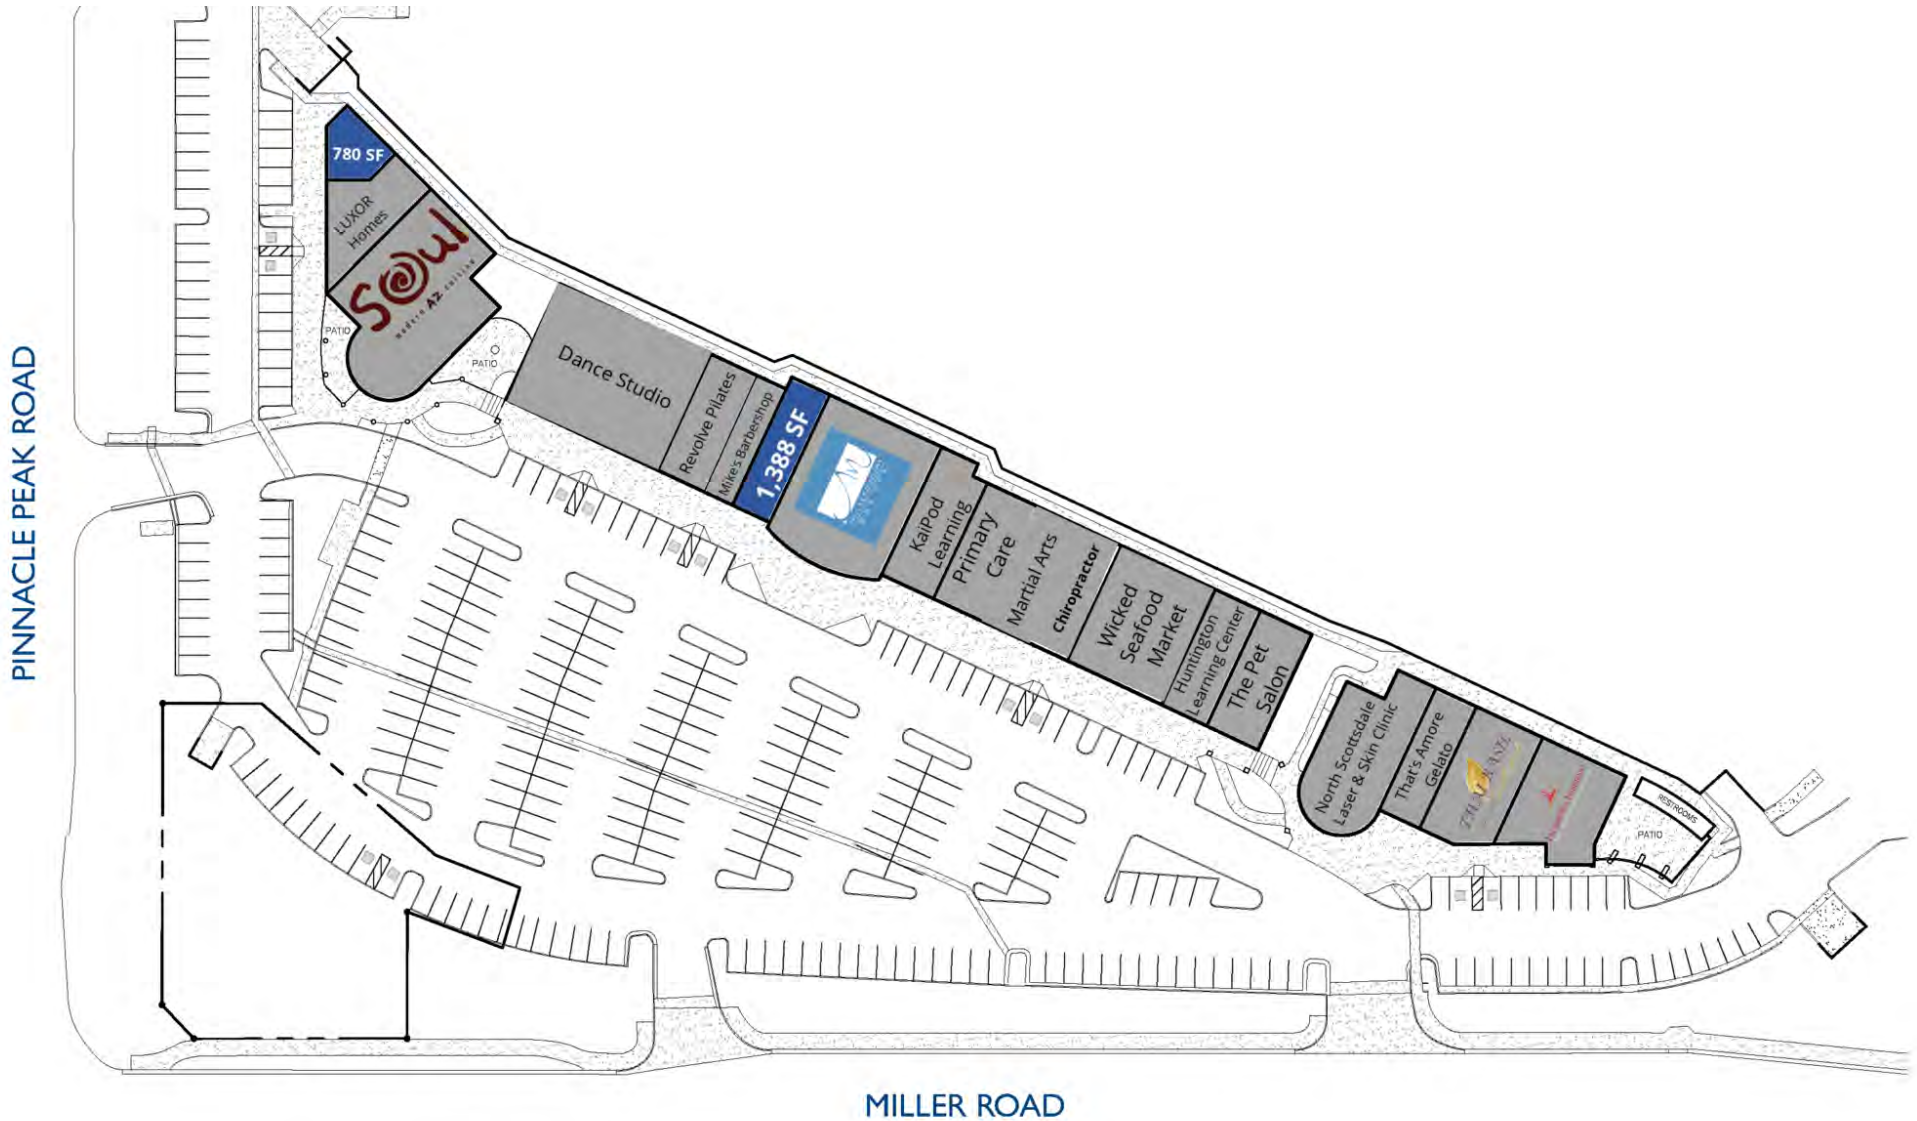 780 SF
LUXOR
Homes
Soul
modern AZ cuisine
PATIO
PATIO
Dance Studio
Revolve Pilates
Mike's Barbershop
1,388 SF
KaiPod
Learning
Primary
Care
Martial Arts
Chiropractor
Wicked
Seafood
Market
Huntington
Learning Center
The Pet
Salon
North Scottsdale
Laser & Skin Clinic
That's Amore
Gelato
RESTROOMS
PATIO
PINNACLE PEAK ROAD
MILLER ROAD